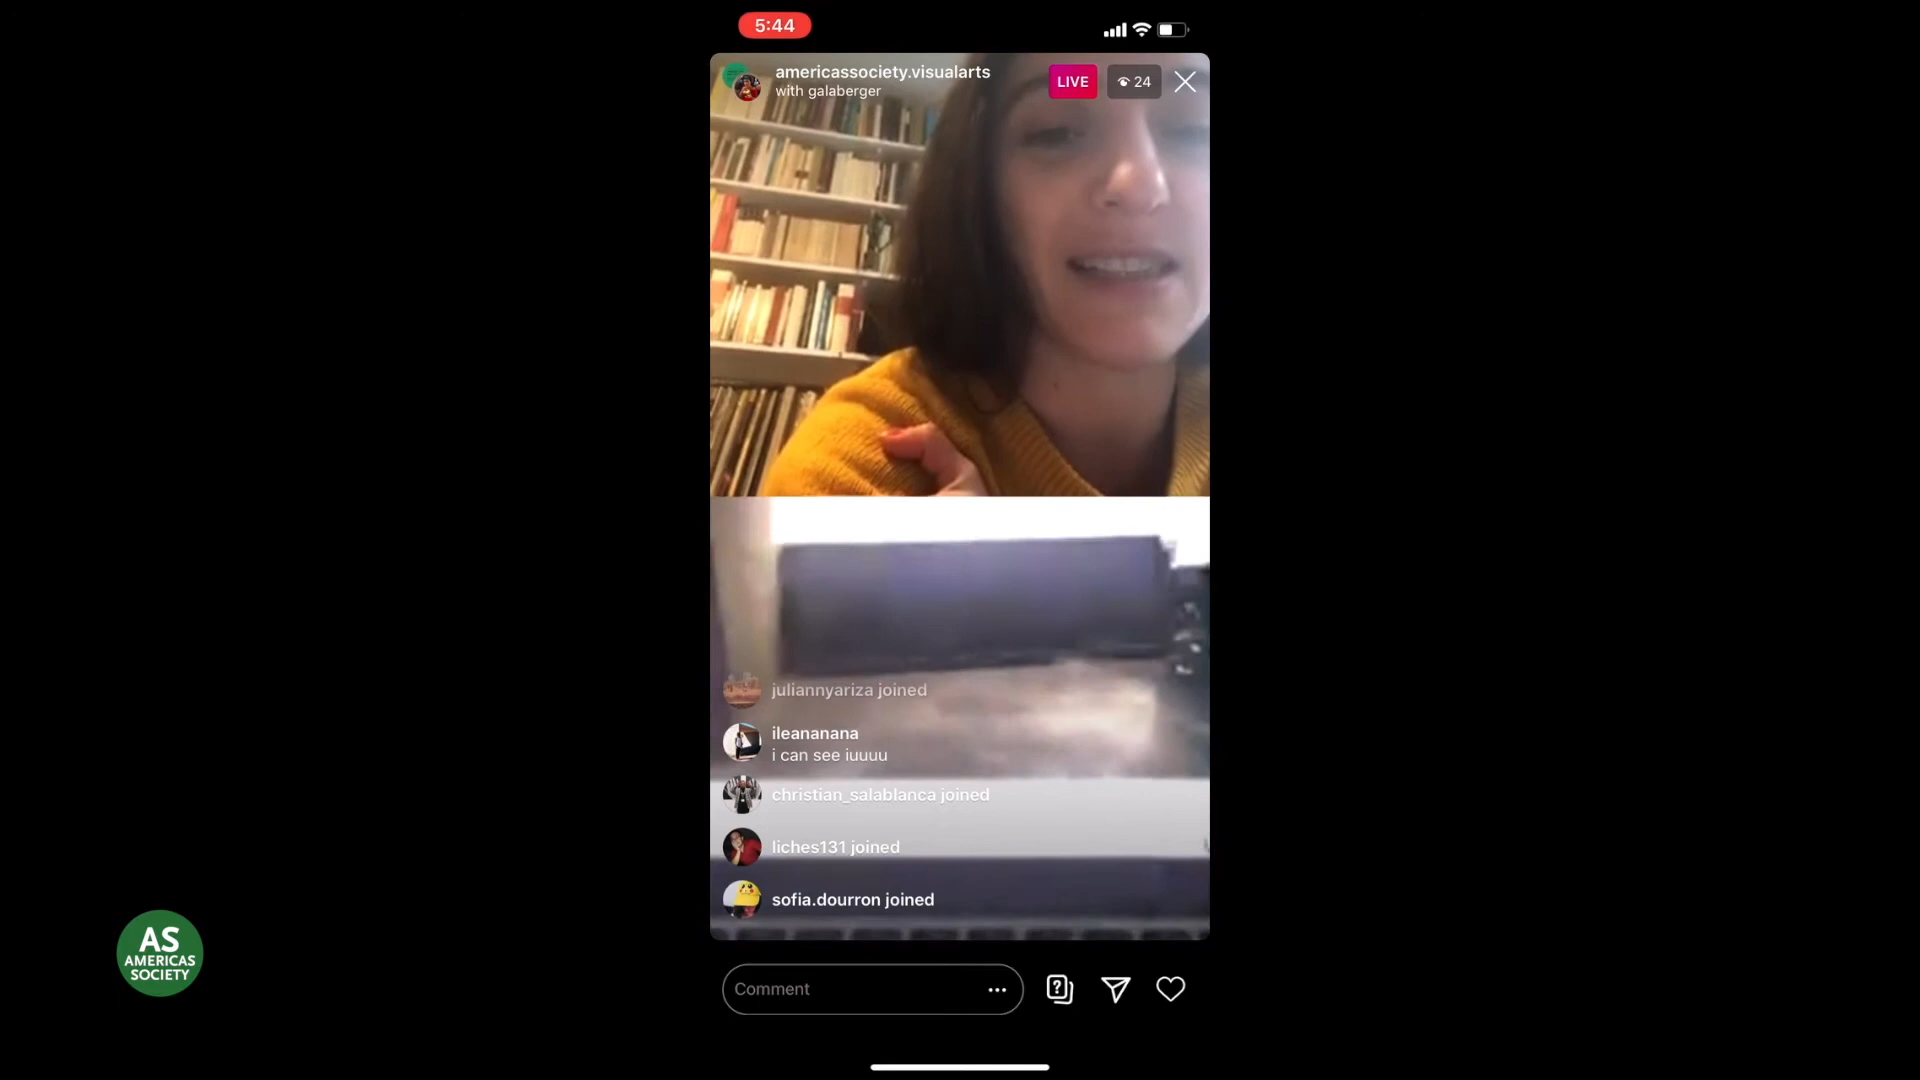 5:44
americassociety.visualarts
with galaberger
LIVE
24
juliannyariza joined
ileananana
i can see iuuuu
christian_salablanca joined
liches131 joined
sofia.dourron joined
Comment
AS
AMERICAS
SOCIETY